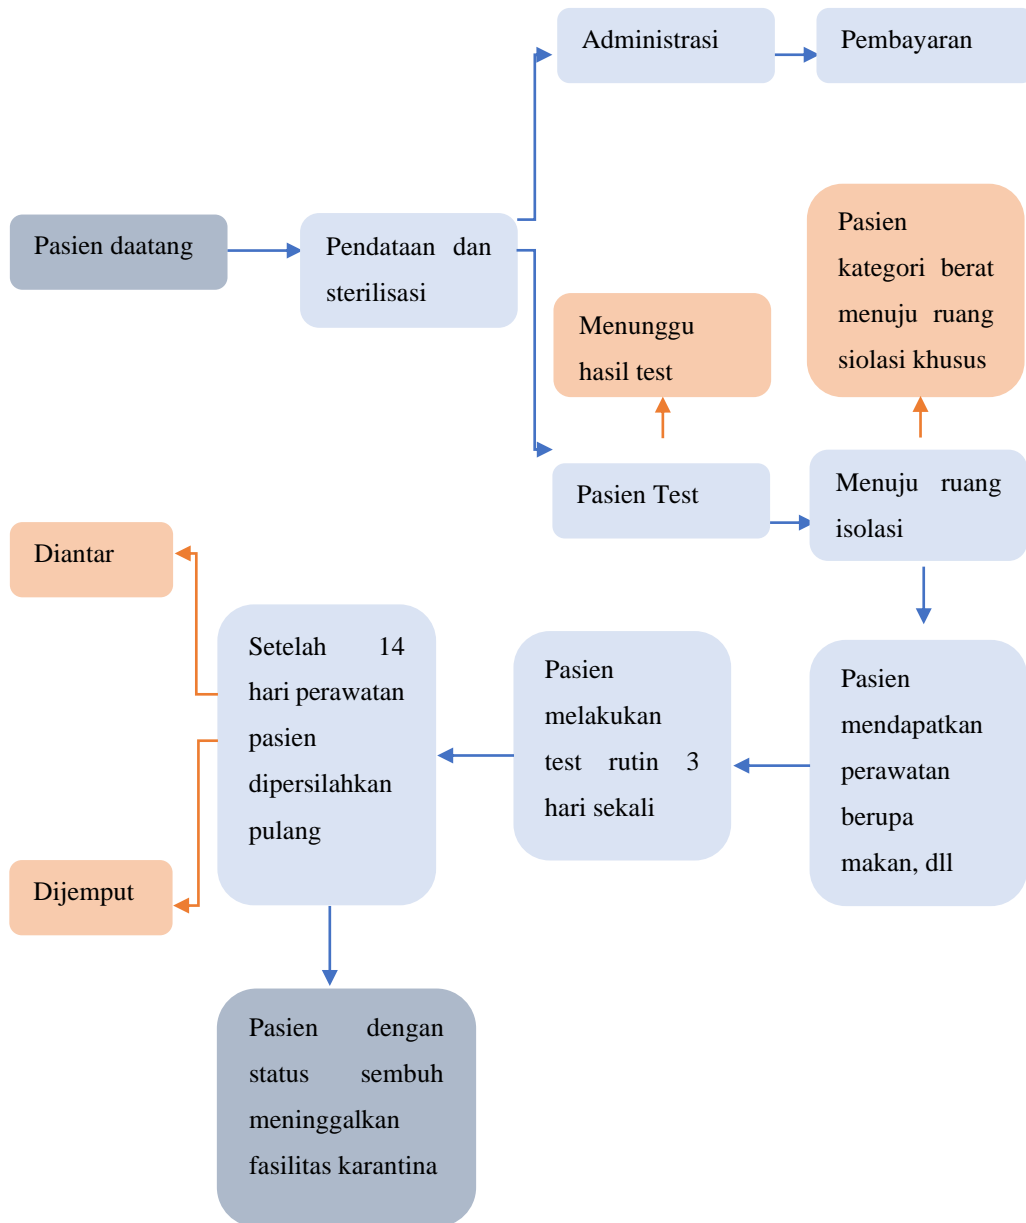 Administrasi
Pembayaran
Pasien daatang
Pendataan dan
sterilisasi
Pasien
kategori berat
menuju ruang
siolasi khusus
Menunggu
hasil test
Pasien Test
Menuju ruang
isolasi
Diantar
Setelah 14
hari perawatan
pasien
dipersilahkan
pulang
Pasien
melakukan
test rutin 3
hari sekali
Pasien
mendapatkan
perawatan
berupa
makan, dll
Dijemput
Pasien dengan
status sembuh
meninggalkan
fasilitas karantina